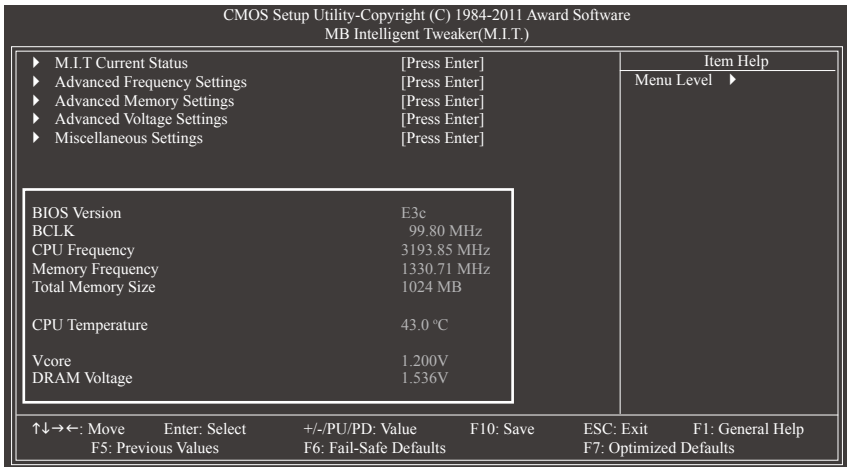 CMOS Setup Utility-Copyright (C) 1984-2011 Award Software
MB Intelligent Tweaker(M.I.T.)
M.I.T Current Status [Press Enter]
Advanced Frequency Settings [Press Enter]
Advanced Memory Settings [Press Enter]
Advanced Voltage Settings [Press Enter]
Miscellaneous Settings [Press Enter]
Item Help
Menu Level
BIOS Version E3c
BCLK 99.80 MHz
CPU Frequency 3193.85 MHz
Memory Frequency 1330.71 MHz
Total Memory Size 1024 MB
CPU Temperature 43.0 °C
Vcore 1.200V
DRAM Voltage 1.536V
↑↓→←: Move Enter: Select +/-/PU/PD: Value F10: Save ESC: Exit F1: General Help
F5: Previous Values F6: Fail-Safe Defaults F7: Optimized Defaults